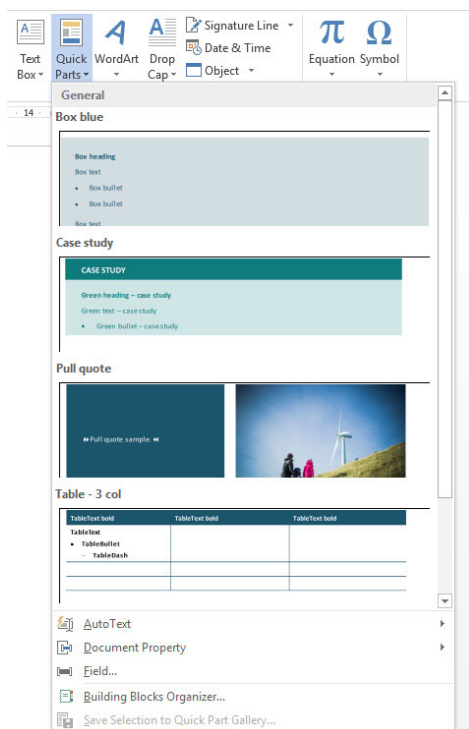 Signature Line
Date & Time
Object
Text Box
Quick Parts
WordArt
Drop Cap
Equation
Symbol
14
General
Box blue
Box heading
Box text
• Box bullet
• Box bullet
Box text
Case study
CASE STUDY
Green heading – case study
Green text – case study
• Green bullet – case study
Pull quote
Pull quote sample.
Table - 3 col
TableText bold TableText bold TableText bold
TableText
• TableBullet
– TableDash
AutoText
Document Property
Field...
Building Blocks Organizer...
Save Selection to Quick Part Gallery...